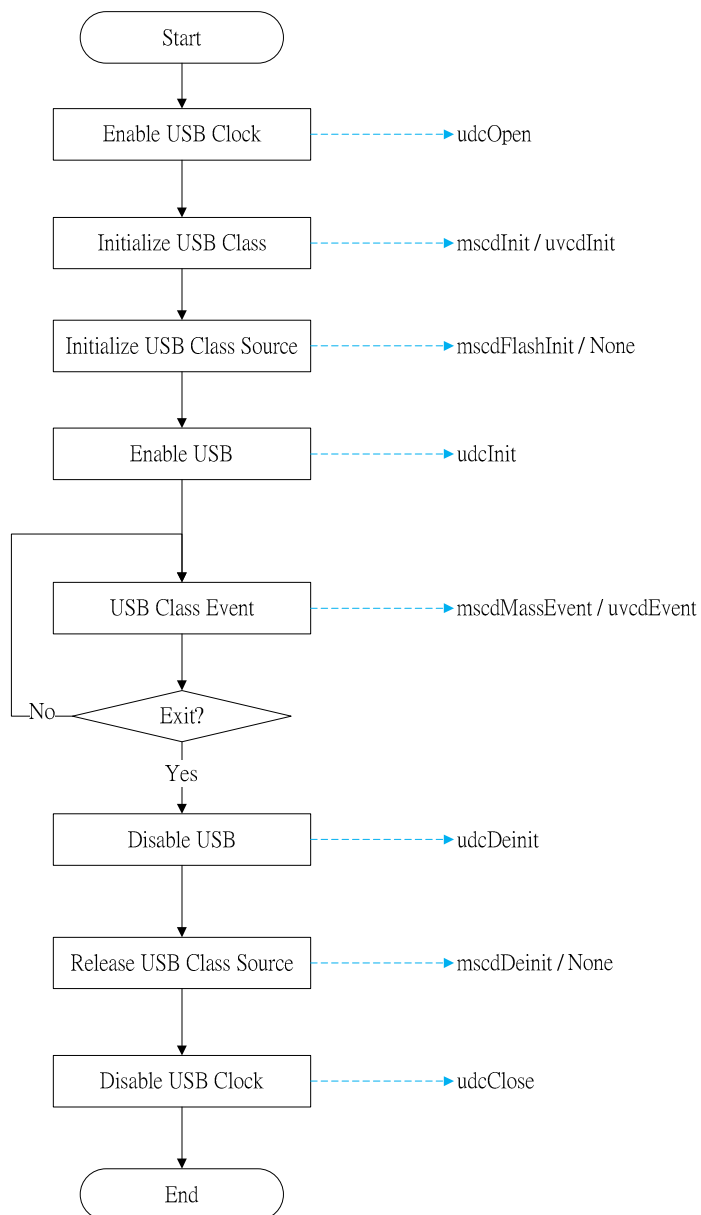 Start
Enable USB Clock
udcOpen
Initialize USB Class
mscdInit / uvcdInit
Initialize USB Class Source
mscdFlashInit / None
Enable USB
udcInit
USB Class Event
mscdMassEvent / uvcdEvent
No
Exit?
Yes
Disable USB
udcDeinit
Release USB Class Source
mscdDeinit / None
Disable USB Clock
udcClose
End